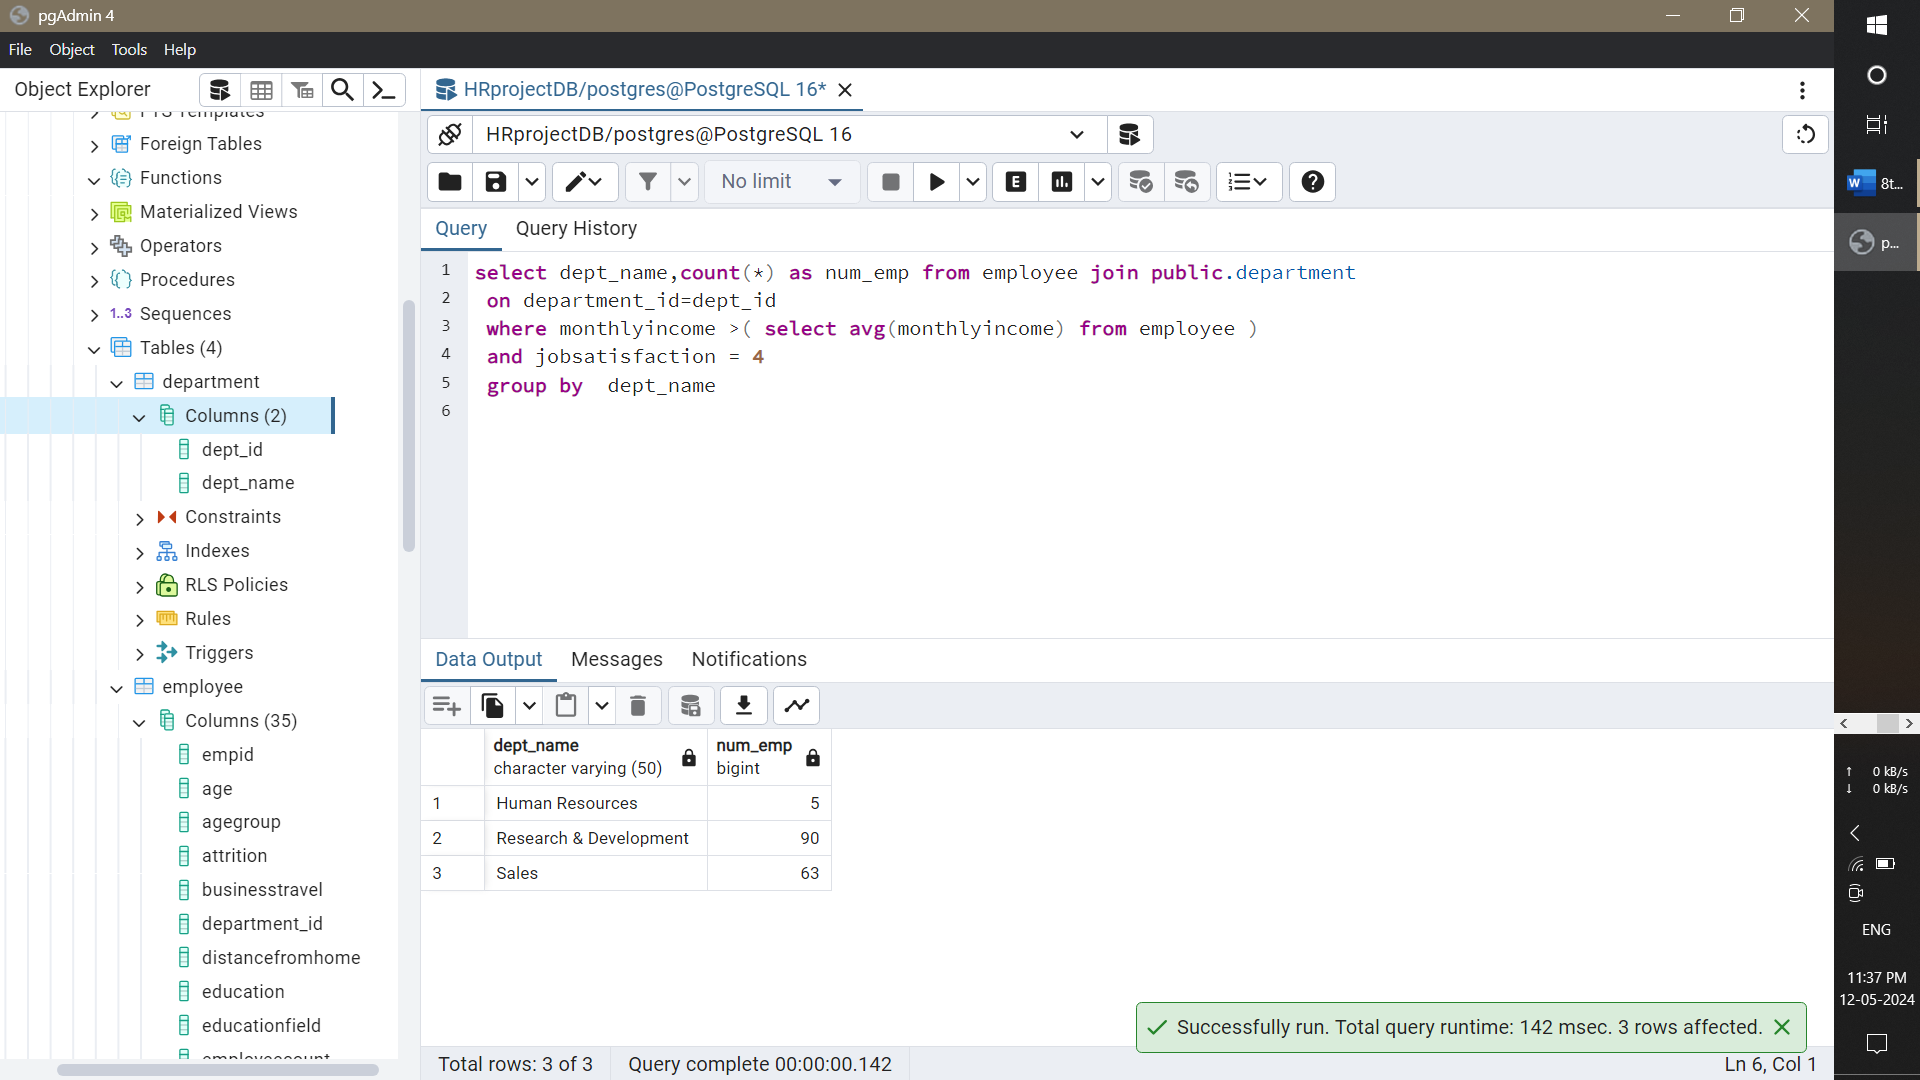 pgAdmin 4
File Object Tools Help
Object Explorer
FTS Templates
Foreign Tables
Functions
Materialized Views
Operators
Procedures
1..3 Sequences
Tables (4)
department
Columns (2)
dept_id
dept_name
Constraints
Indexes
RLS Policies
Rules
Triggers
employee
Columns (35)
empid
age
agegroup
attrition
businesstravel
department_id
distancefromhome
education
educationfield
employeecount
HRprojectDB/postgres@PostgreSQL 16*
HRprojectDB/postgres@PostgreSQL 16
No limit
E
Query Query History
1 select dept_name,count(*) as num_emp from employee join public.department
2 on department_id=dept_id
3 where monthlyincome >( select avg(monthlyincome) from employee )
4 and jobsatisfaction = 4
5 group by  dept_name
6
Data Output Messages Notifications
dept_name num_emp
character varying (50) bigint
1 Human Resources 5
2 Research & Development 90
3 Sales 63
Successfully run. Total query runtime: 142 msec. 3 rows affected.
Total rows: 3 of 3 Query complete 00:00:00.142 Ln 6, Col 1
W 8t...
p...
↑ 0 kB/s
↓ 0 kB/s
ENG
11:37 PM
12-05-2024